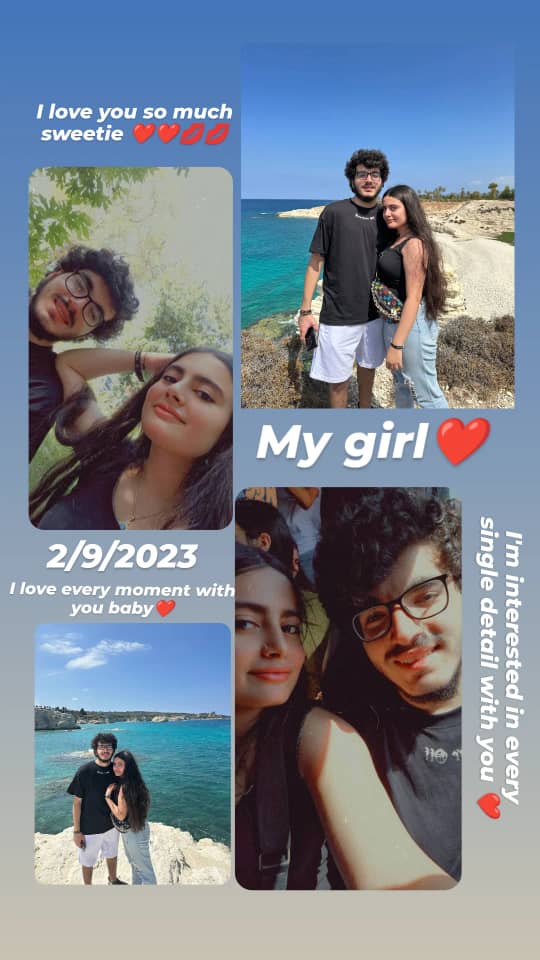 I love you so much
sweetie ❤️❤️💋💋
My girl❤️
2/9/2023
I love every moment with
you baby❤️
I'm interested in every
single detail with you ❤️